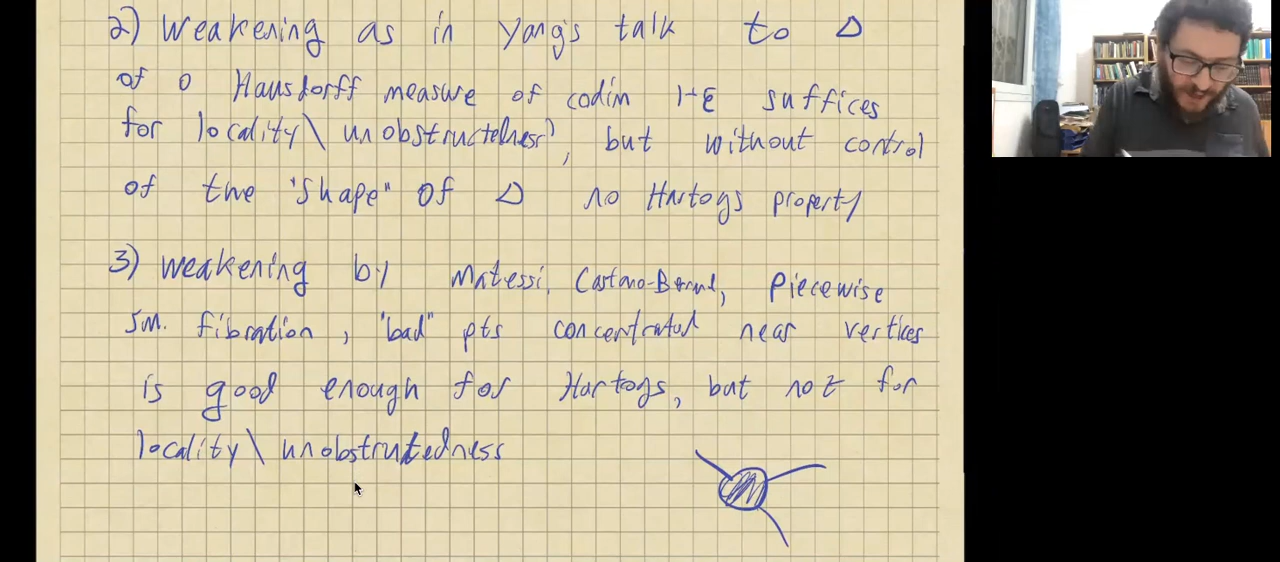 2) Weakening as in Yang's talk to Δ
of 0 Hausdorff measure of codim 1+ε suffices
for locality \ unobstructedness, but without control
of the "shape" of Δ no Hartogs property
3) weakening by Matessi, Castano-Bernard, piecewise
sm. fibration, "bad" pts concentrated near vertices
is good enough for Hartogs, but not for
locality \ unobstrutedness